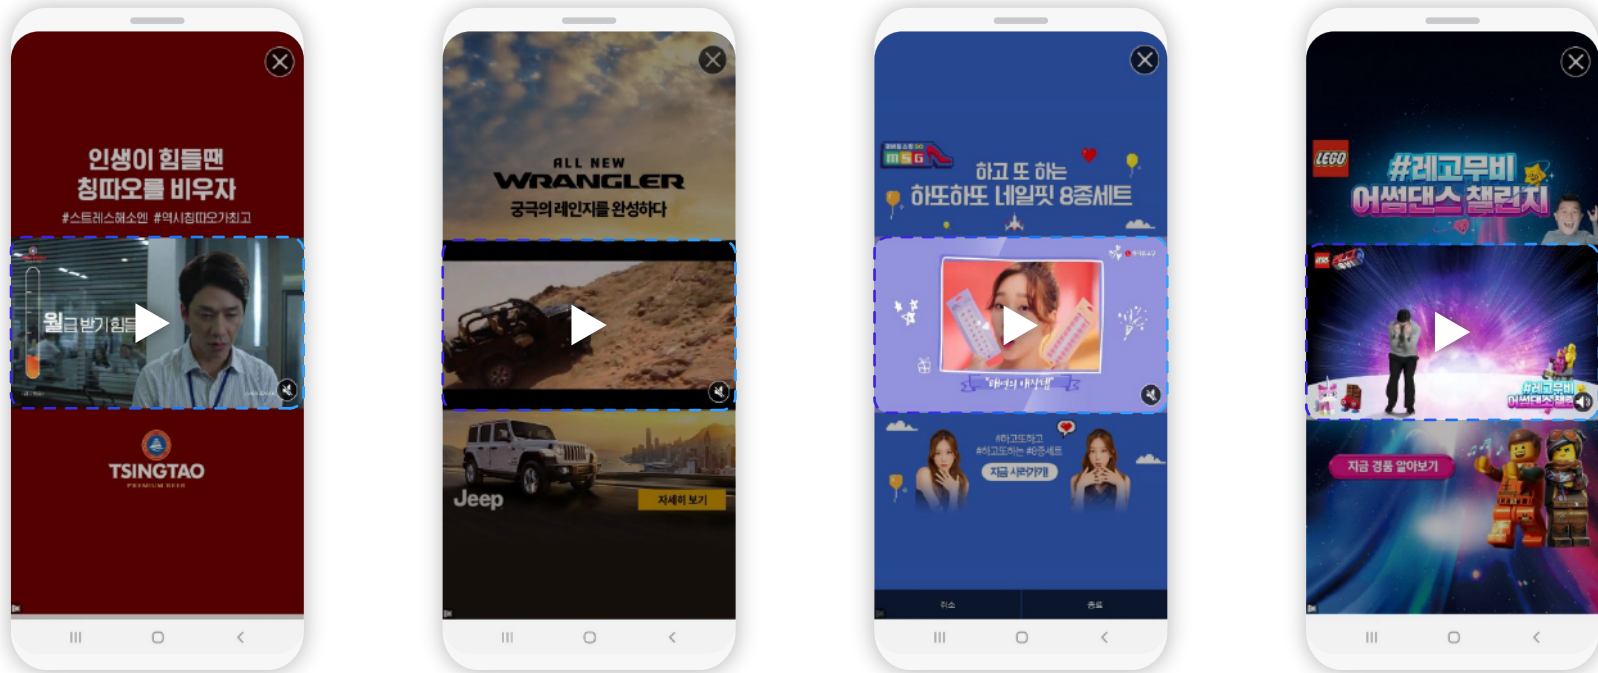 인생이 힘들땐
칭따오를 비우자
#스트레스해소엔 #역시칭따오가최고
월급 받기 힘들
TSINGTAO
PREMIUM BEER
ALL NEW
WRANGLER
궁극의 레인지를 완성하다
Jeep
자세히 보기
MSG
하고 또 하는
하또하또 네일핏 8종세트
#하고또하고
#하고또하는 #8종세트
지금 사러가기!
취소
종료
LEGO
#레고무비
어썸댄스 챌린지
#레고무비
어썸댄스 챌
지금 경품 알아보기